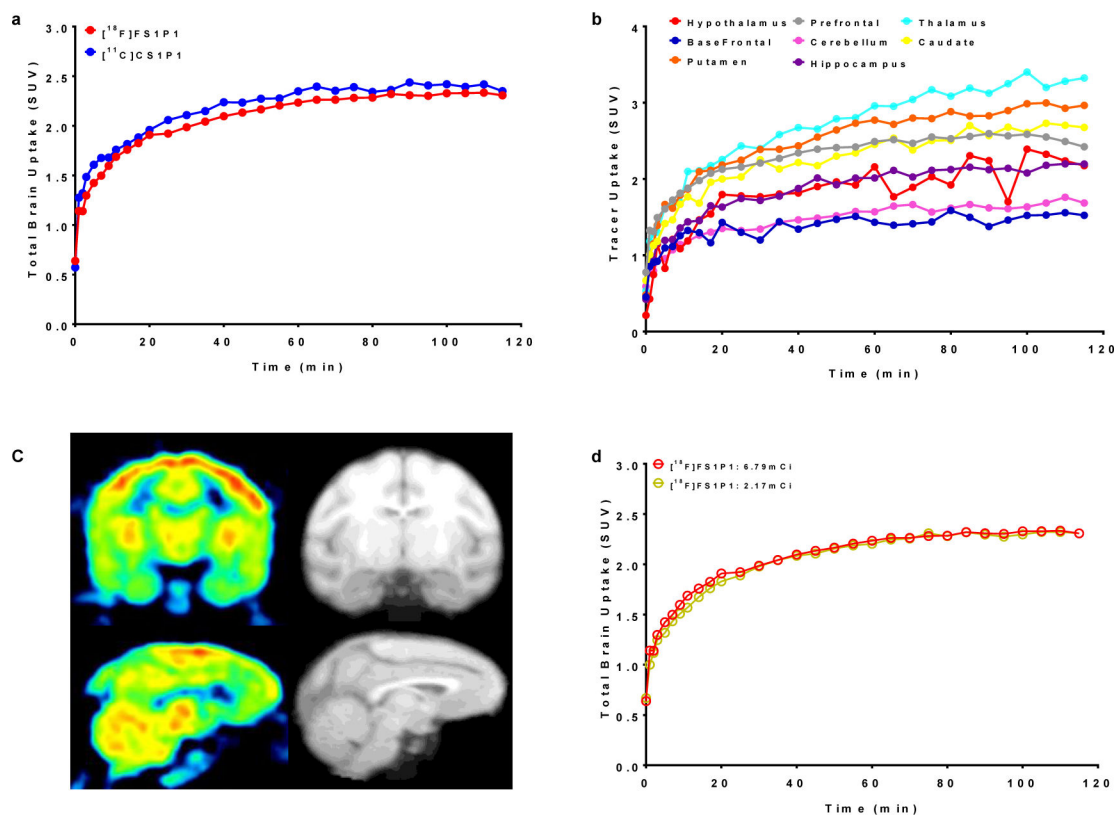 a
[18F]FS1P1
[11C]CS1P1
Total Brain Uptake (SUV)
3.0
2.5
2.0
1.5
1.0
0.5
0.0
0 20 40 60 80 100 120
Time (min)
b
Hypothalamus Prefrontal Thalamus
BaseFrontal Cerebellum Caudate
Putamen Hippocampus
Tracer Uptake (SUV)
4
3
2
1
0
0 20 40 60 80 100 120
Time (min)
C
d
[18F]FS1P1: 6.79mCi
[18F]FS1P1: 2.17mCi
Total Brain Uptake (SUV)
3.0
2.5
2.0
1.5
1.0
0.5
0.0
0 20 40 60 80 100 120
Time (min)